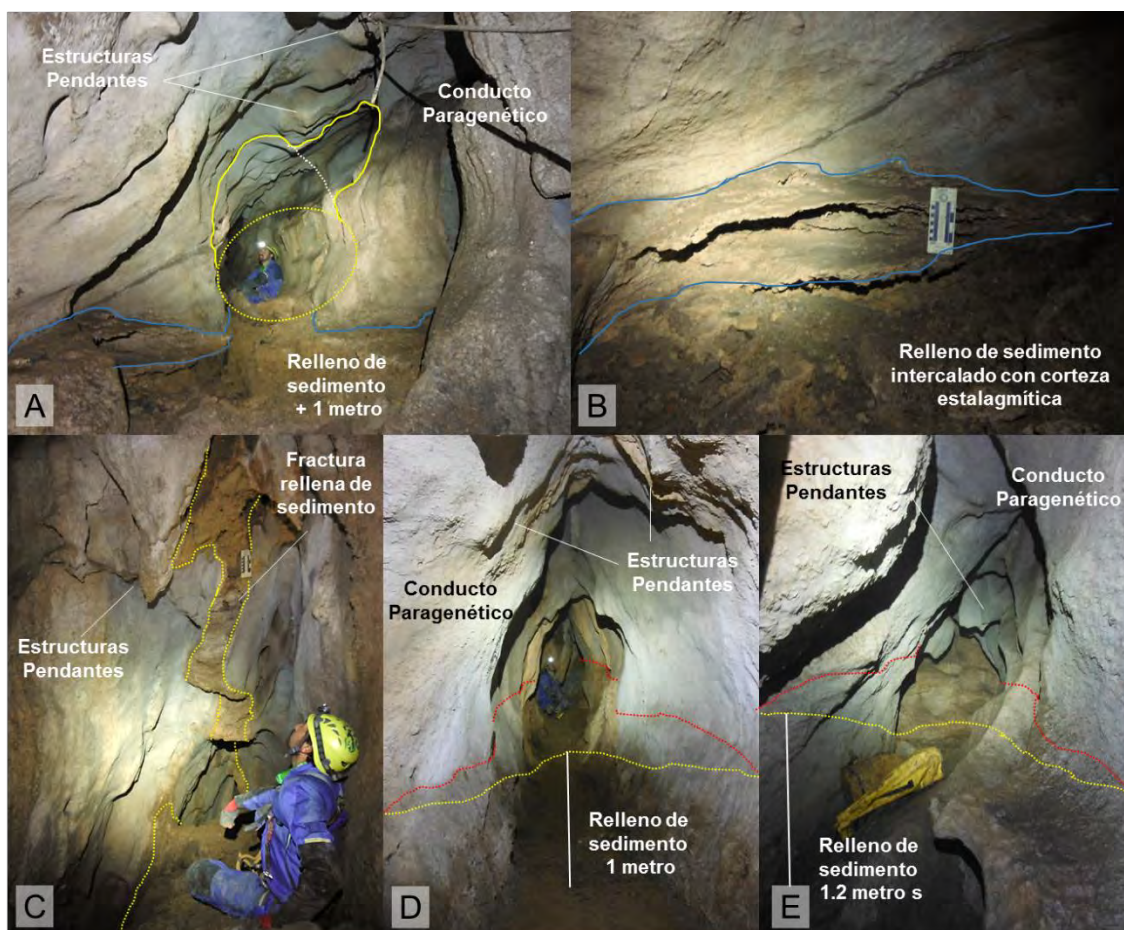 Estructuras
Pendantes
Conducto
Paragenético
Relleno de
sedimento
+ 1 metro
A
Relleno de sedimento
intercalado con corteza
estalagmítica
B
Fractura
rellena de
sedimento
Estructuras
Pendantes
C
Estructuras
Pendantes
Conducto
Paragenético
Relleno de
sedimento
1 metro
D
Estructuras
Pendantes
Conducto
Paragenético
Relleno de
sedimento
1.2 metro s
E